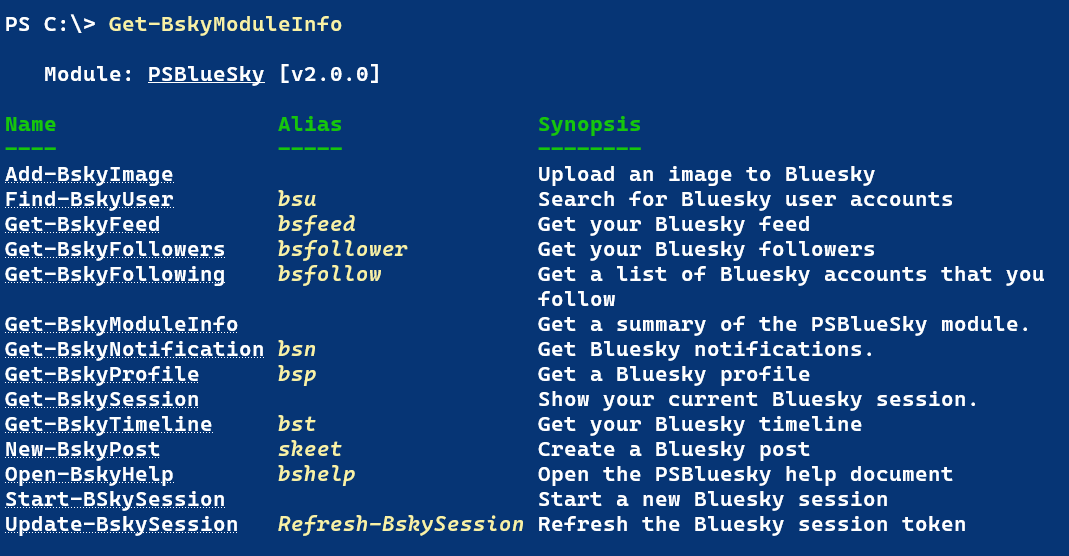 PS C:\> Get-BskyModuleInfo
Module: PSBlueSky [v2.0.0]
Name Alias Synopsis
---- ----- --------
Add-BskyImage Upload an image to Bluesky
Find-BskyUser bsu Search for Bluesky user accounts
Get-BskyFeed bsfeed Get your Bluesky feed
Get-BskyFollowers bsfollower Get your Bluesky followers
Get-BskyFollowing bsfollow Get a list of Bluesky accounts that you
follow
Get-BskyModuleInfo Get a summary of the PSBlueSky module.
Get-BskyNotification bsn Get Bluesky notifications.
Get-BskyProfile bsp Get a Bluesky profile
Get-BskySession Show your current Bluesky session.
Get-BskyTimeline bst Get your Bluesky timeline
New-BskyPost skeet Create a Bluesky post
Open-BskyHelp bshelp Open the PSBluesky help document
Start-BSkySession Start a new Bluesky session
Update-BskySession Refresh-BskySession Refresh the Bluesky session token